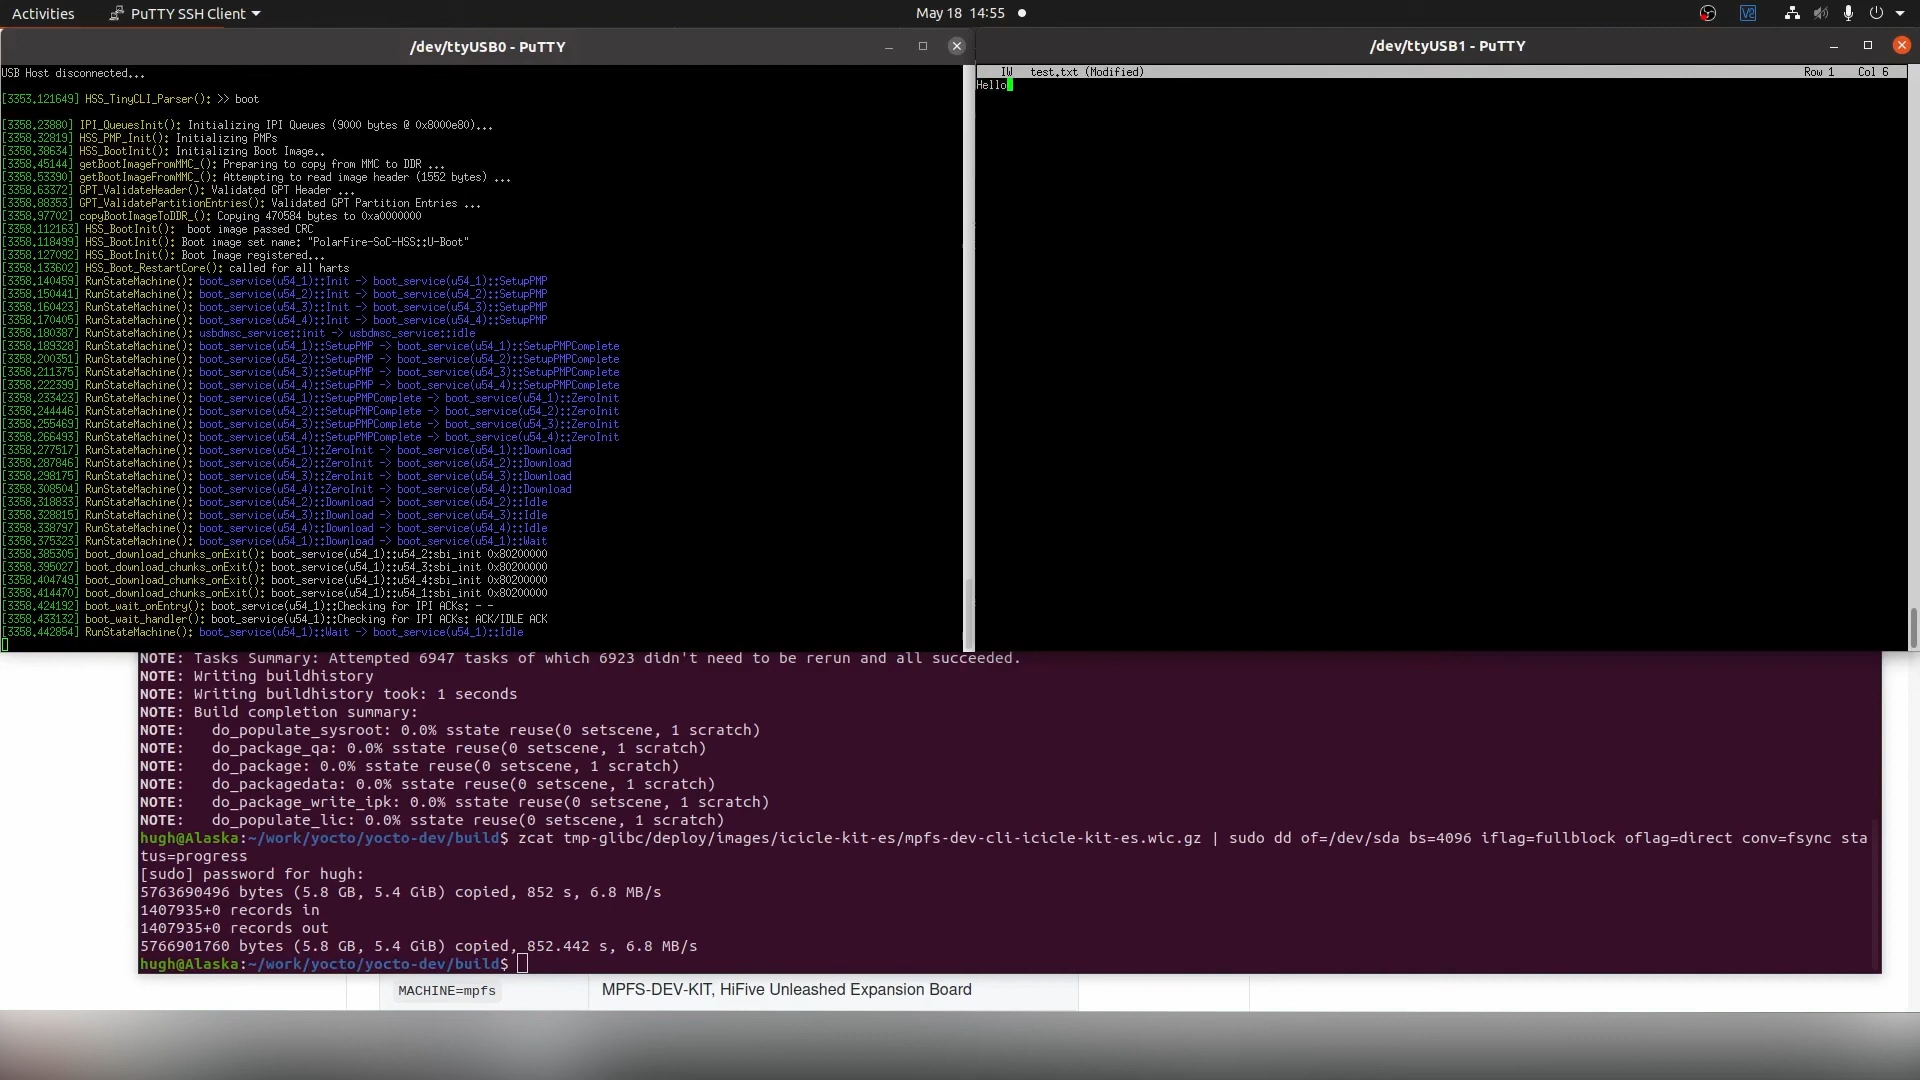 Activities
PuTTY SSH Client
May 18 14:55
V2
/dev/ttyUSB0 - PuTTY
USB Host disconnected...
[3353.121649] HSS_TinyCLI_Parser(): >> boot
[3358.23880] IPI_QueuesInit(): Initializing IPI Queues (9000 bytes @ 0x8000e80)...
[3358.32819] HSS_PMP_Init(): Initializing PMPs
[3358.38634] HSS_BootInit(): Initializing Boot Image..
[3358.45144] getBootImageFromMMC_(): Preparing to copy from MMC to DDR ...
[3358.53390] getBootImageFromMMC_(): Attempting to read image header (1552 bytes) ...
[3358.63372] GPT_ValidateHeader(): Validated GPT Header ...
[3358.88353] GPT_ValidatePartitionEntries(): Validated GPT Partition Entries ...
[3358.97702] copyBootImageToDDR_(): Copying 470584 bytes to 0xa0000000
[3358.112163] HSS_BootInit():  boot image passed CRC
[3358.118499] HSS_BootInit(): Boot image set name: "PolarFire-SoC-HSS::U-Boot"
[3358.127092] HSS_BootInit(): Boot Image registered...
[3358.133602] HSS_Boot_RestartCore(): called for all harts
[3358.140459] RunStateMachine(): boot_service(u54_1)::Init -> boot_service(u54_1)::SetupPMP
[3358.150441] RunStateMachine(): boot_service(u54_2)::Init -> boot_service(u54_2)::SetupPMP
[3358.160423] RunStateMachine(): boot_service(u54_3)::Init -> boot_service(u54_3)::SetupPMP
[3358.170405] RunStateMachine(): boot_service(u54_4)::Init -> boot_service(u54_4)::SetupPMP
[3358.180387] RunStateMachine(): usbdmsc_service::init -> usbdmsc_service::idle
[3358.189328] RunStateMachine(): boot_service(u54_1)::SetupPMP -> boot_service(u54_1)::SetupPMPComplete
[3358.200351] RunStateMachine(): boot_service(u54_2)::SetupPMP -> boot_service(u54_2)::SetupPMPComplete
[3358.211375] RunStateMachine(): boot_service(u54_3)::SetupPMP -> boot_service(u54_3)::SetupPMPComplete
[3358.222399] RunStateMachine(): boot_service(u54_4)::SetupPMP -> boot_service(u54_4)::SetupPMPComplete
[3358.233423] RunStateMachine(): boot_service(u54_1)::SetupPMPComplete -> boot_service(u54_1)::ZeroInit
[3358.244446] RunStateMachine(): boot_service(u54_2)::SetupPMPComplete -> boot_service(u54_2)::ZeroInit
[3358.255469] RunStateMachine(): boot_service(u54_3)::SetupPMPComplete -> boot_service(u54_3)::ZeroInit
[3358.266493] RunStateMachine(): boot_service(u54_4)::SetupPMPComplete -> boot_service(u54_4)::ZeroInit
[3358.277517] RunStateMachine(): boot_service(u54_1)::ZeroInit -> boot_service(u54_1)::Download
[3358.287846] RunStateMachine(): boot_service(u54_2)::ZeroInit -> boot_service(u54_2)::Download
[3358.298175] RunStateMachine(): boot_service(u54_3)::ZeroInit -> boot_service(u54_3)::Download
[3358.308504] RunStateMachine(): boot_service(u54_4)::ZeroInit -> boot_service(u54_4)::Download
[3358.318833] RunStateMachine(): boot_service(u54_2)::Download -> boot_service(u54_2)::Idle
[3358.328815] RunStateMachine(): boot_service(u54_3)::Download -> boot_service(u54_3)::Idle
[3358.338797] RunStateMachine(): boot_service(u54_4)::Download -> boot_service(u54_4)::Idle
[3358.375323] RunStateMachine(): boot_service(u54_1)::Download -> boot_service(u54_1)::Wait
[3358.385305] boot_download_chunks_onExit(): boot_service(u54_1)::u54_2:sbi_init 0x80200000
[3358.395027] boot_download_chunks_onExit(): boot_service(u54_1)::u54_3:sbi_init 0x80200000
[3358.404749] boot_download_chunks_onExit(): boot_service(u54_1)::u54_4:sbi_init 0x80200000
[3358.414470] boot_download_chunks_onExit(): boot_service(u54_1)::u54_1:sbi_init 0x80200000
[3358.424192] boot_wait_onEntry(): boot_service(u54_1)::Checking for IPI ACKs: - -
[3358.433132] boot_wait_handler(): boot_service(u54_1)::Checking for IPI ACKs: ACK/IDLE ACK
[3358.442854] RunStateMachine(): boot_service(u54_1)::Wait -> boot_service(u54_1)::Idle
/dev/ttyUSB1 - PuTTY
IW test.txt (Modified) Row 1 Col 6
Hello
NOTE: Tasks Summary: Attempted 6947 tasks of which 6923 didn't need to be rerun and all succeeded.
NOTE: Writing buildhistory
NOTE: Writing buildhistory took: 1 seconds
NOTE: Build completion summary:
NOTE:   do_populate_sysroot: 0.0% sstate reuse(0 setscene, 1 scratch)
NOTE:   do_package_qa: 0.0% sstate reuse(0 setscene, 1 scratch)
NOTE:   do_package: 0.0% sstate reuse(0 setscene, 1 scratch)
NOTE:   do_packagedata: 0.0% sstate reuse(0 setscene, 1 scratch)
NOTE:   do_package_write_ipk: 0.0% sstate reuse(0 setscene, 1 scratch)
NOTE:   do_populate_lic: 0.0% sstate reuse(0 setscene, 1 scratch)
hugh@Alaska:~/work/yocto/yocto-dev/build$ zcat tmp-glibc/deploy/images/icicle-kit-es/mpfs-dev-cli-icicle-kit-es.wic.gz | sudo dd of=/dev/sda bs=4096 iflag=fullblock oflag=direct conv=fsync sta
tus=progress
[sudo] password for hugh:
5763690496 bytes (5.8 GB, 5.4 GiB) copied, 852 s, 6.8 MB/s
1407935+0 records in
1407935+0 records out
5766901760 bytes (5.8 GB, 5.4 GiB) copied, 852.442 s, 6.8 MB/s
hugh@Alaska:~/work/yocto/yocto-dev/build$
MACHINE=mpfs MPFS-DEV-KIT, HiFive Unleashed Expansion Board